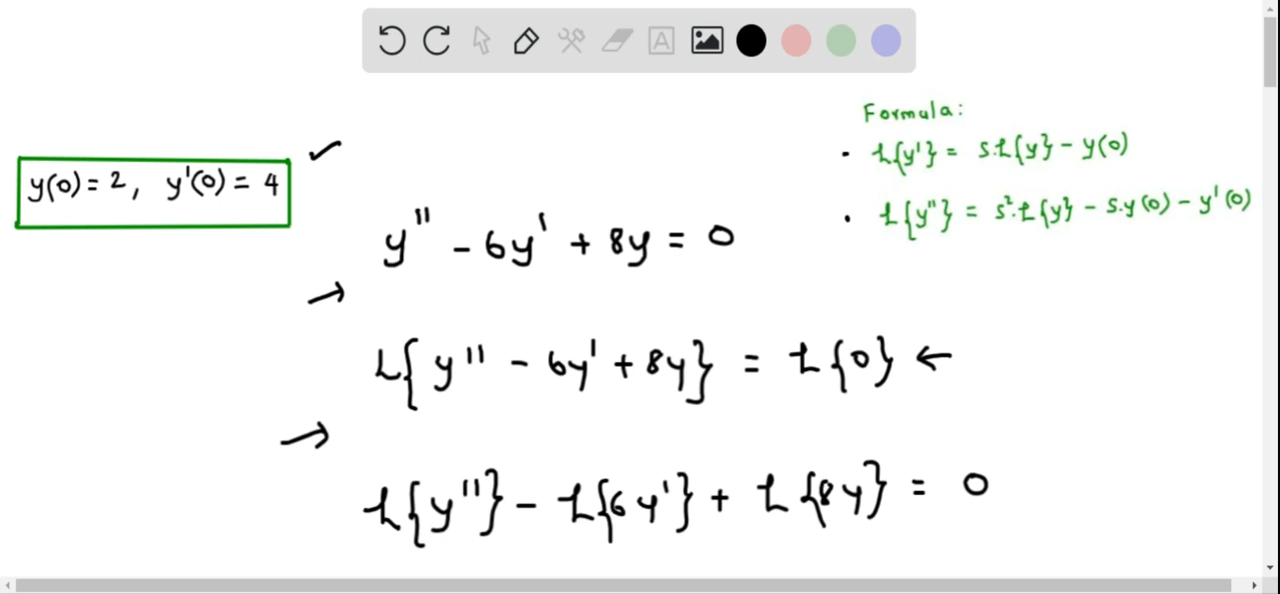 Formula:
· L{y'} = s.L{y} - y(0)
y(0) = 2, y'(0) = 4
· L{y''} = s².L{y} - s.y(0) - y'(0)
y'' - 6y' + 8y = 0
→
L{y'' - 6y' + 8y} = L{0} ←
→
L{y''} - L{6y'} + L{8y} = 0